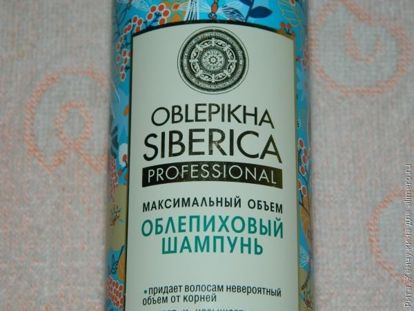 OBLEPIKHA
SIBERICA
PROFESSIONAL
МАКСИМАЛЬНЫЙ ОБЪЕМ
ОБЛЕПИХОВЫЙ
ШАМПУНЬ
•придает волосам невероятный
объем от корней